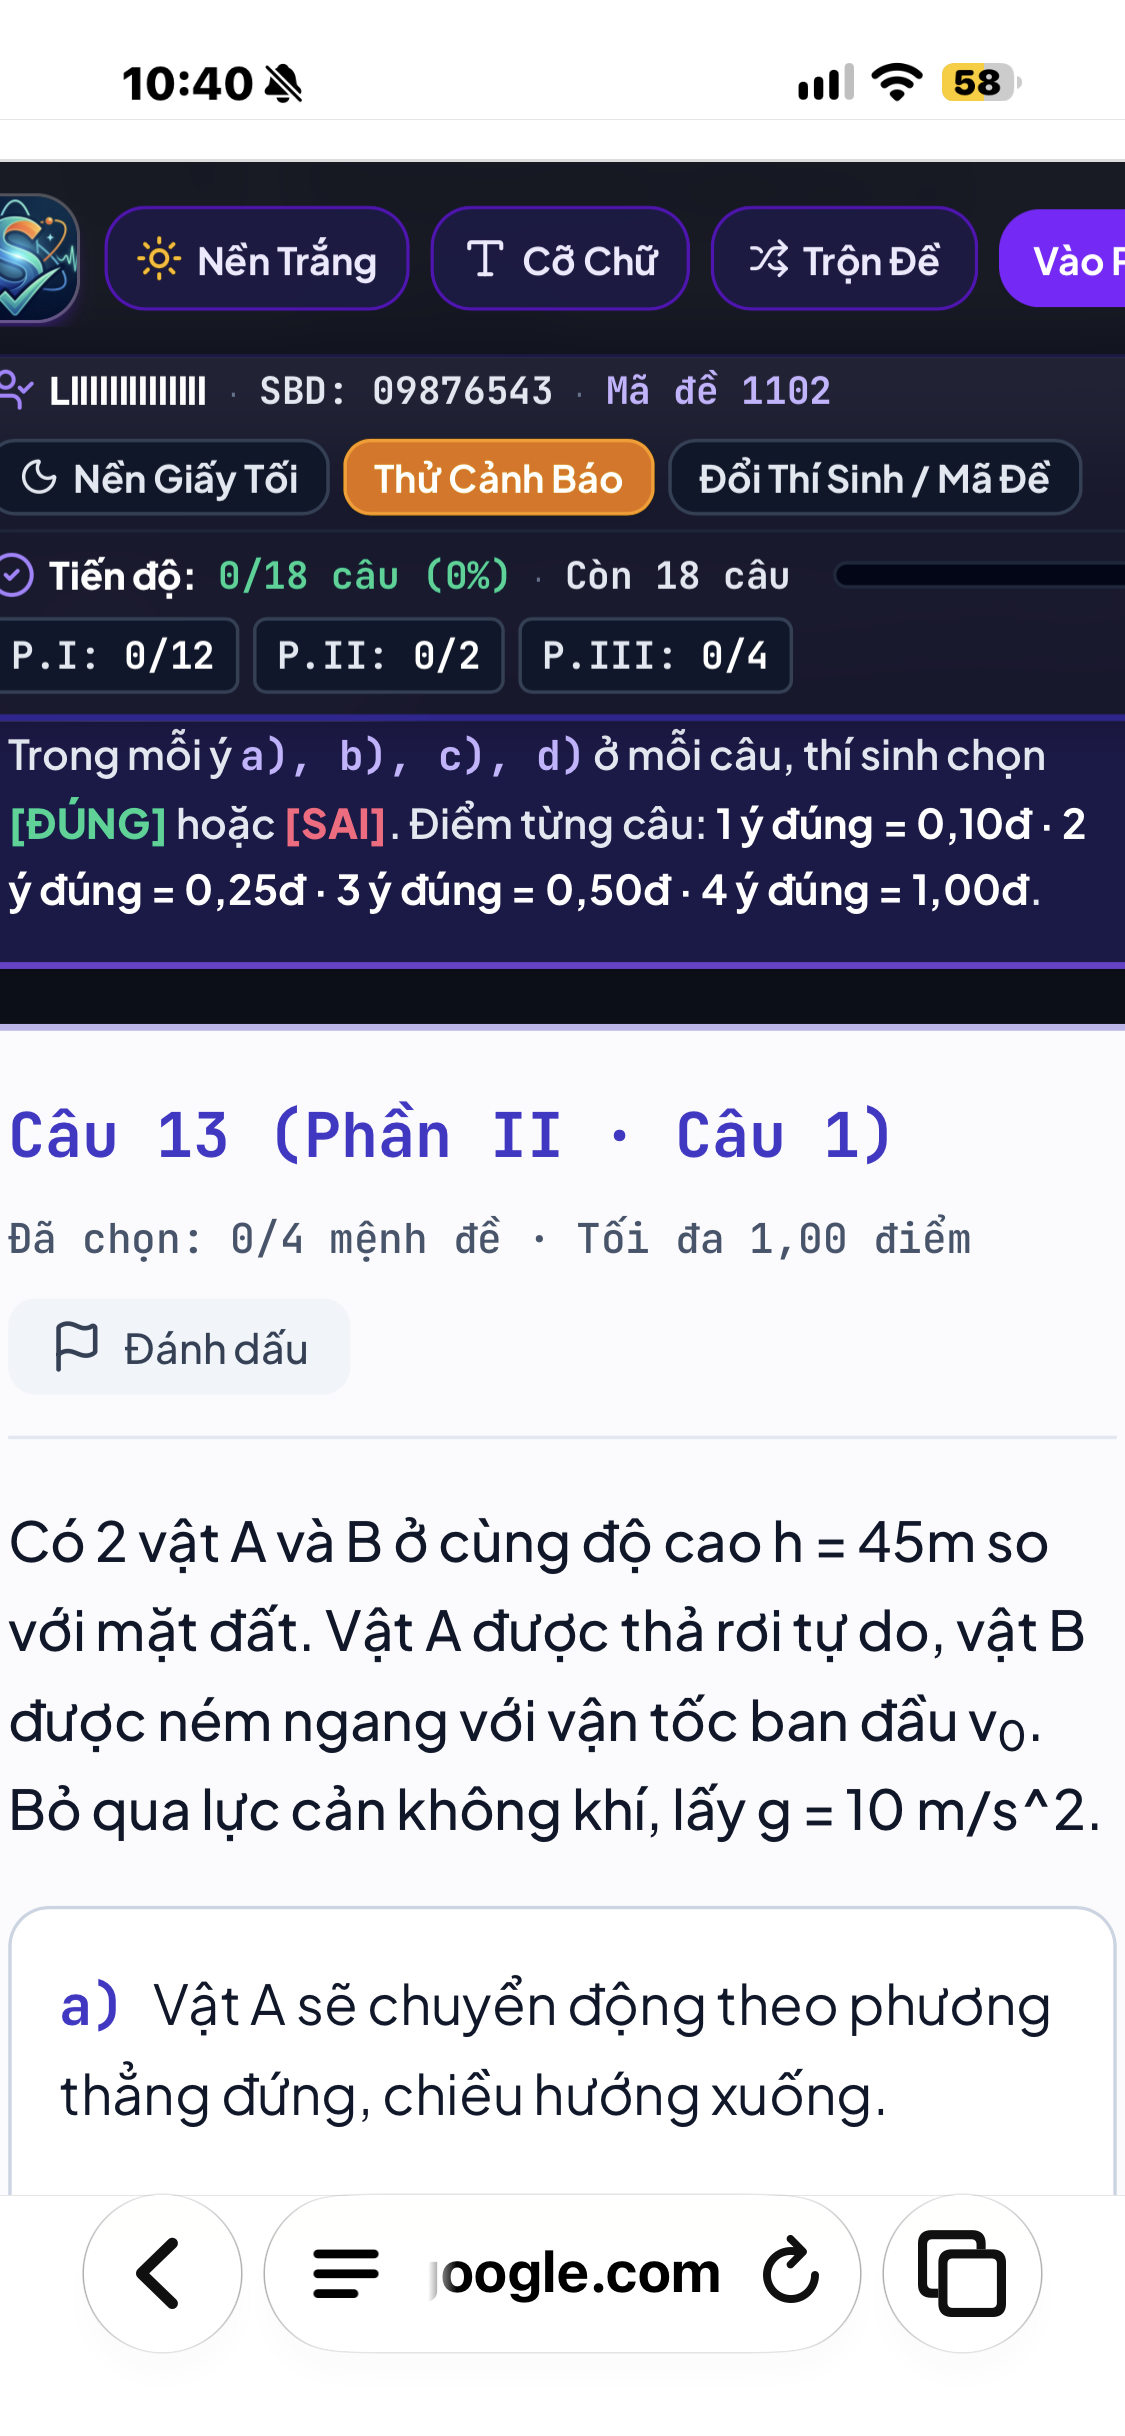 10:40
58
Nền Trắng
Cỡ Chữ
Trộn Đề
Vào P
LIIIIIIIIIIIIII · SBD: 09876543 · Mã đề 1102
Nền Giấy Tối
Thử Cảnh Báo
Đổi Thí Sinh / Mã Đề
Tiến độ: 0/18 câu (0%) · Còn 18 câu
P.I: 0/12
P.II: 0/2
P.III: 0/4
Trong mỗi ý a), b), c), d) ở mỗi câu, thí sinh chọn
[ĐÚNG] hoặc [SAI]. Điểm từng câu: 1 ý đúng = 0,10đ · 2
ý đúng = 0,25đ · 3 ý đúng = 0,50đ · 4 ý đúng = 1,00đ.
Câu 13 (Phần II · Câu 1)
Đã chọn: 0/4 mệnh đề · Tối đa 1,00 điểm
Đánh dấu
Có 2 vật A và B ở cùng độ cao h = 45m so
với mặt đất. Vật A được thả rơi tự do, vật B
được ném ngang với vận tốc ban đầu v₀.
Bỏ qua lực cản không khí, lấy g = 10 m/s^2.
a) Vật A sẽ chuyển động theo phương
thẳng đứng, chiều hướng xuống.
oogle.com